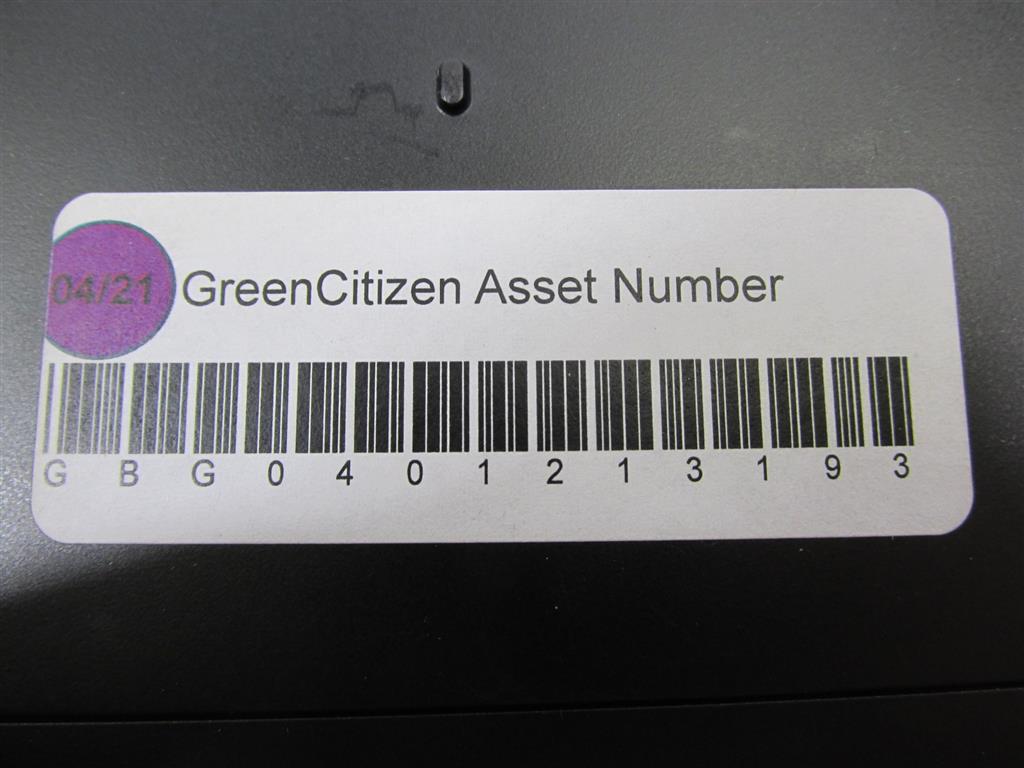 04/21 GreenCitizen Asset Number
G B G 0 4 0 1 2 1 3 1 9 3